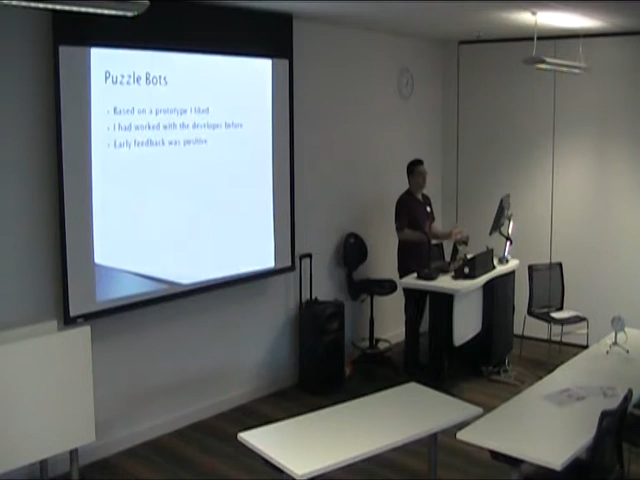 Puzzle Bots
· Based on a prototype I liked
· I had worked with the developer before
· Early feedback was positive